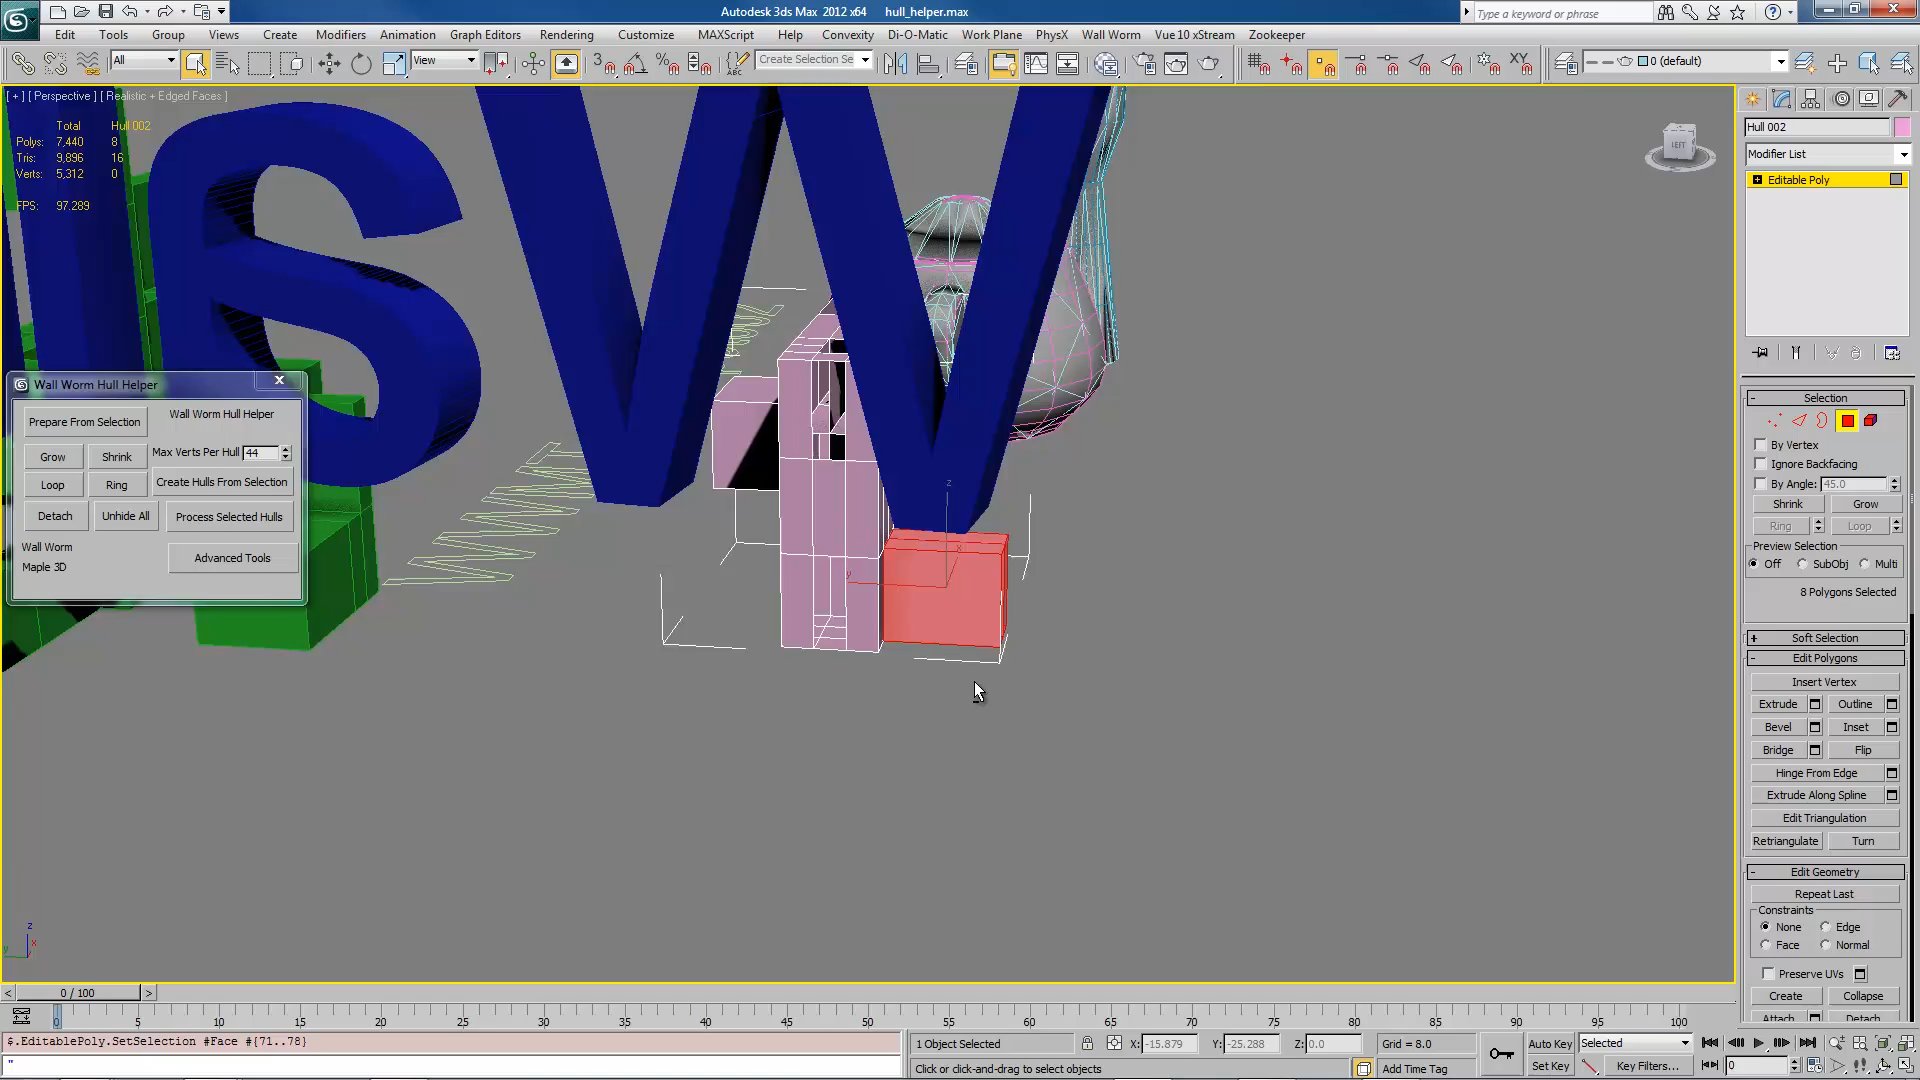 Autodesk 3ds Max 2012 x64 hull_helper.max
Type a keyword or phrase
Edit Tools Group Views Create Modifiers Animation Graph Editors Rendering Customize MAXScript Help Convexity Di-O-Matic Work Plane PhysX Wall Worm Vue 10 xStream Zookeeper
All View 3 ABC Create Selection Se XY 0 (default)
[ + ] [ Perspective ] [ Realistic + Edged Faces ]
Total Hull 002
Polys: 7,440 8
Tris: 9,896 16
Verts: 5,312 0
FPS: 97.289
LEFT
Wall Worm Hull Helper
Prepare From Selection Wall Worm Hull Helper
Grow Shrink Max Verts Per Hull 44
Loop Ring Create Hulls From Selection
Detach Unhide All Process Selected Hulls
Wall Worm
Maple 3D
Advanced Tools
z
x
y
z
x
y
Hull 002
Modifier List
Editable Poly
Selection
By Vertex
Ignore Backfacing
By Angle: 45.0
Shrink Grow
Ring Loop
Preview Selection
Off SubObj Multi
8 Polygons Selected
Soft Selection
Edit Polygons
Insert Vertex
Extrude Outline
Bevel Inset
Bridge Flip
Hinge From Edge
Extrude Along Spline
Edit Triangulation
Retriangulate Turn
Edit Geometry
Repeat Last
Constraints
None Edge
Face Normal
Preserve UVs
Create Collapse
Attach Detach
< 0 / 100 >
0 5 10 15 20 25 30 35 40 45 50 55 60 65 70 75 80 85 90 95 100
$.EditablePoly.SetSelection #Face #{71..78}
"
1 Object Selected X: -15.879 Y: -25.288 Z: 0.0 Grid = 8.0 Auto Key Selected
Click or click-and-drag to select objects Add Time Tag Set Key Key Filters... 0